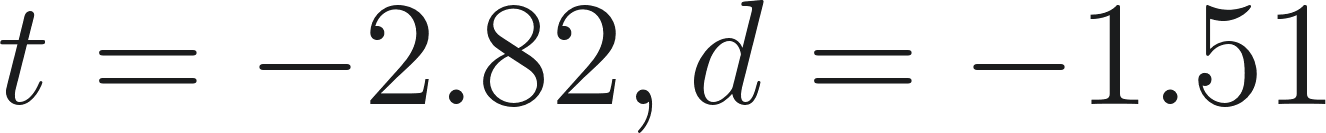 t = −2.82, d = −1.51